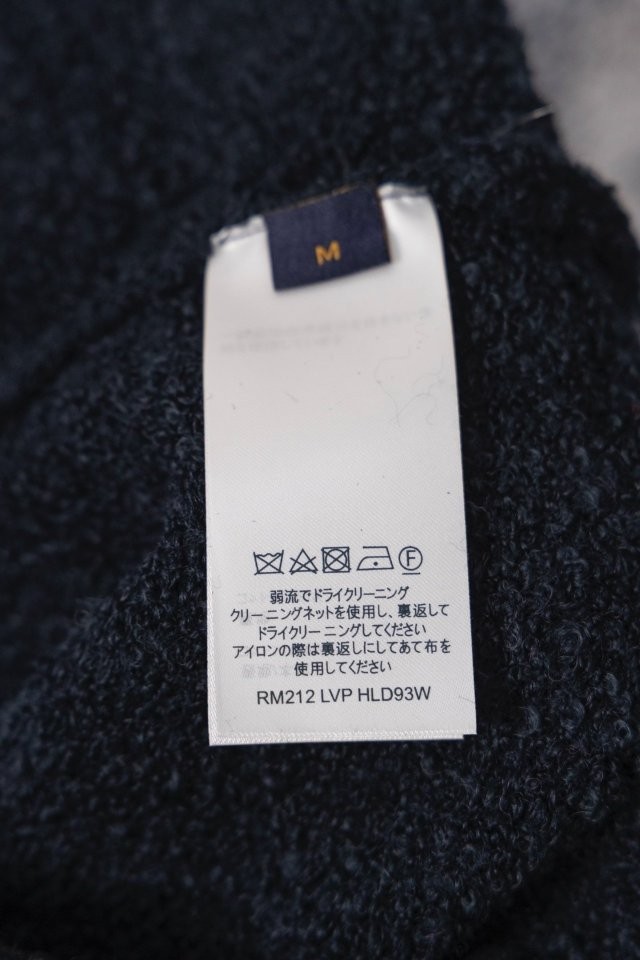 M
F
弱流でドライクリーニング
クリーニングネットを使用し、裏返して
ドライクリーニングしてください
アイロンの際は裏返しにしてあて布を
使用してください
RM212 LVP HLD93W